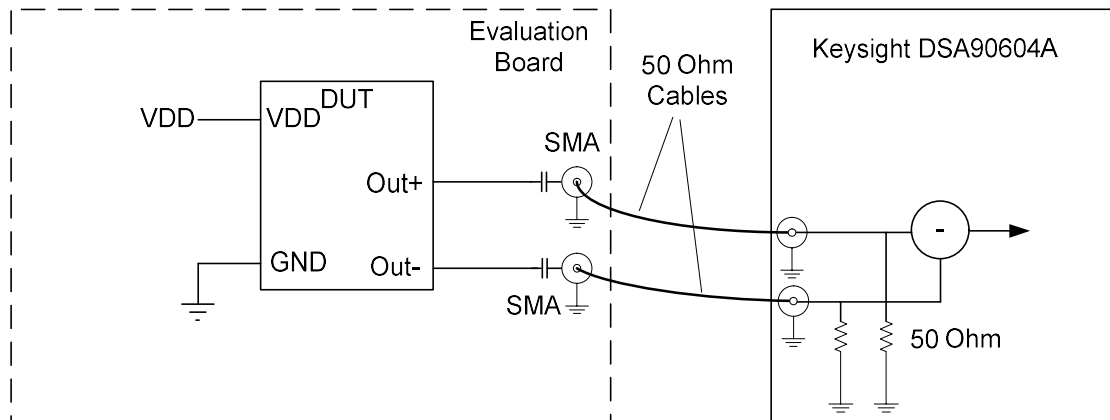 Evaluation
Board
Keysight DSA90604A
50 Ohm
Cables
DUT
VDD
VDD
SMA
Out+
GND
Out-
SMA
-
50 Ohm